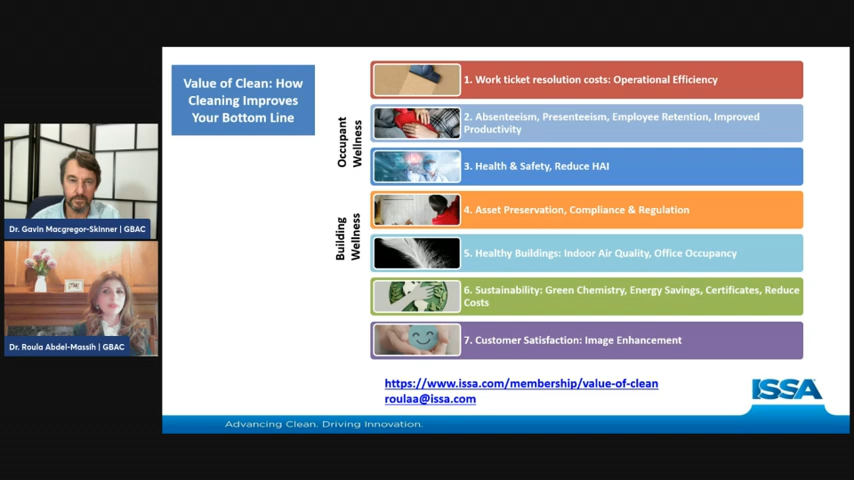 Value of Clean: How
Cleaning Improves
Your Bottom Line
Occupant
Wellness
Building
Wellness
1. Work ticket resolution costs: Operational Efficiency
2. Absenteeism, Presenteeism, Employee Retention, Improved
Productivity
3. Health & Safety, Reduce HAI
4. Asset Preservation, Compliance & Regulation
5. Healthy Buildings: Indoor Air Quality, Office Occupancy
6. Sustainability: Green Chemistry, Energy Savings, Certificates, Reduce
Costs
7. Customer Satisfaction: Image Enhancement
https://www.issa.com/membership/value-of-clean
roulaa@issa.com
ISSA
Advancing Clean. Driving Innovation.
Dr. Gavin Macgregor-Skinner | GBAC
Dr. Roula Abdel-Massih | GBAC